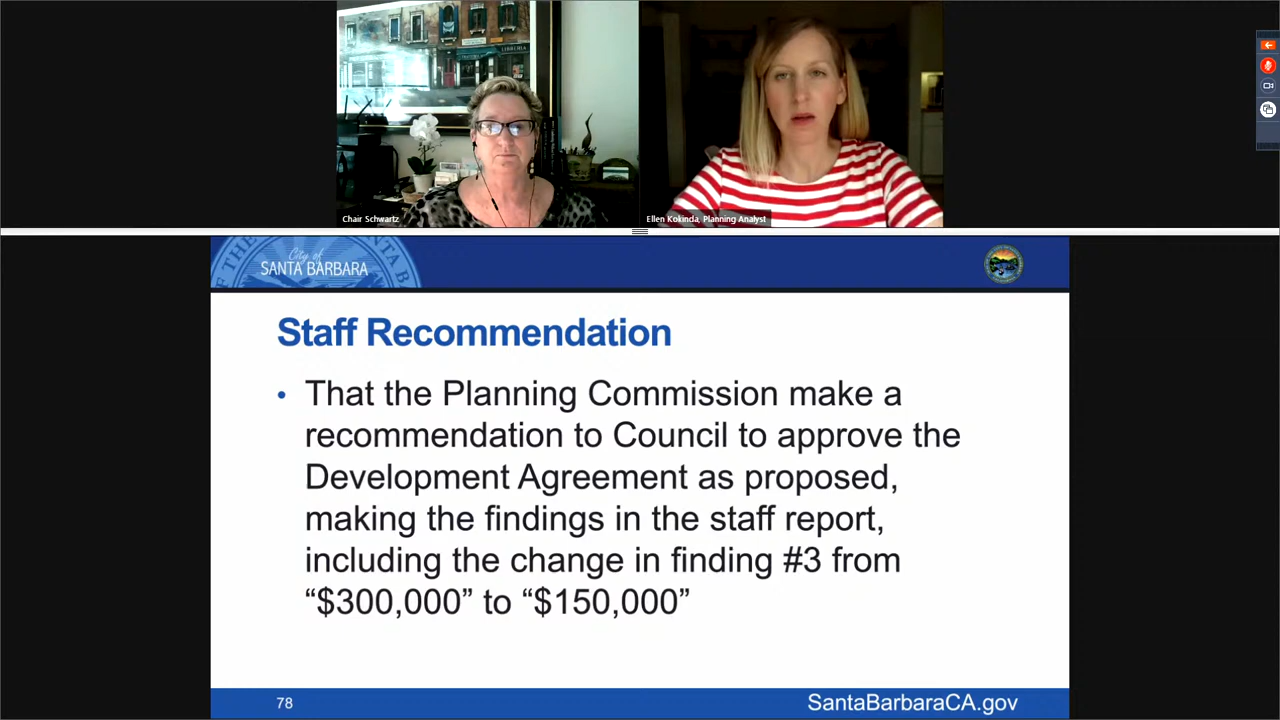 LIBRERIA
Chair Schwartz
Ellen Kokinda, Planning Analyst
City of
SANTA BARBARA
Staff Recommendation
• That the Planning Commission make a
recommendation to Council to approve the
Development Agreement as proposed,
making the findings in the staff report,
including the change in finding #3 from
“$300,000” to “$150,000”
78
SantaBarbaraCA.gov